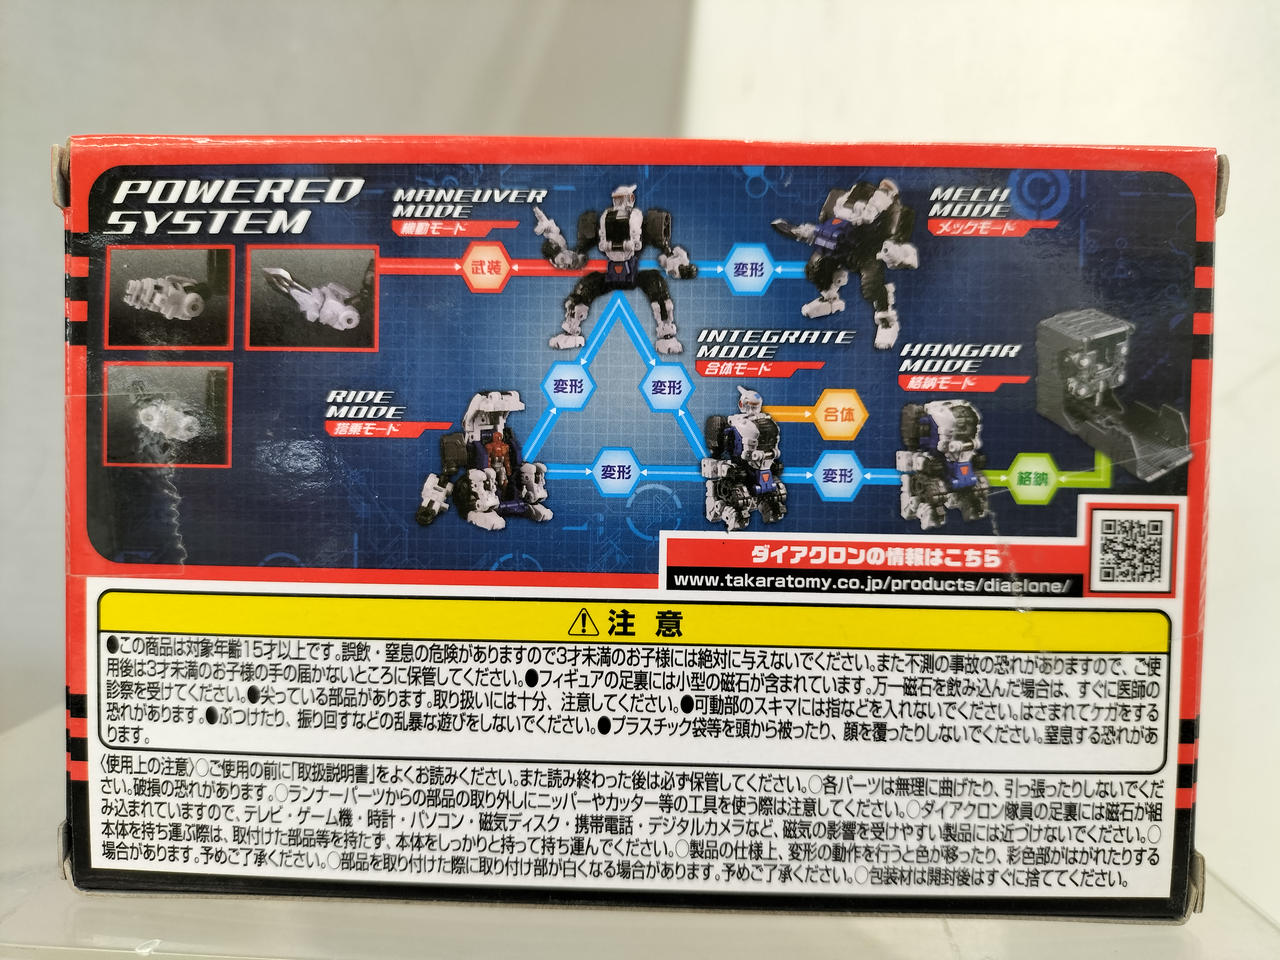 POWERED
SYSTEM
MANEUVER
MODE
機動モード
武装
変形
MECH
MODE
メックモード
INTEGRATE
MODE
合体モード
HANGAR
MODE
格納モード
RIDE
MODE
搭乗モード
変形
変形
合体
変形
変形
格納
ダイアクロンの情報はこちら
www.takaratomy.co.jp/products/diaclone/
⚠注意
●この商品は対象年齢15才以上です。誤飲・窒息の危険がありますので3才未満のお子様には絶対に与えないでください。また不測の事故の恐れがありますので、ご使
用後は3才未満のお子様の手の届かないところに保管してください。●フィギュアの足裏には小型の磁石が含まれています。万一磁石を飲み込んだ場合は、すぐに医師の
診察を受けてください。●尖っている部品があります。取り扱いには十分、注意してください。●可動部のスキマには指などを入れないでください。はさまれてケガをする
恐れがあります。●ぶつけたり、振り回すなどの乱暴な遊びをしないでください。●プラスチック袋等を頭から被ったり、顔を覆ったりしないでください。窒息する恐れがあ
ります。
〈使用上の注意〉○ご使用の前に「取扱説明書」をよくお読みください。また読み終わった後は必ず保管してください。○各パーツは無理に曲げたり、引っ張ったりしないでくだ
さい。破損の恐れがあります。○ランナーパーツからの部品の取り外しにニッパーやカッター等の工具を使う際は注意してください。○ダイアクロン隊員の足裏には磁石が組
み込まれていますので、テレビ・ゲーム機・時計・パソコン・磁気ディスク・携帯電話・デジタルカメラなど、磁気の影響を受けやすい製品には近づけないでください。○
本体を持ち運ぶ際は、取付けた部品等を持たず、本体をしっかりと持って持ち運んでください。○製品の仕様上、変形の動作を行うと色が移ったり、彩色部がはがれたりする
場合があります。予めご了承ください。○部品を取り付けた際に取り付け部が白くなる場合があります。予めご了承ください。○包装材は開封後はすぐに捨ててください。